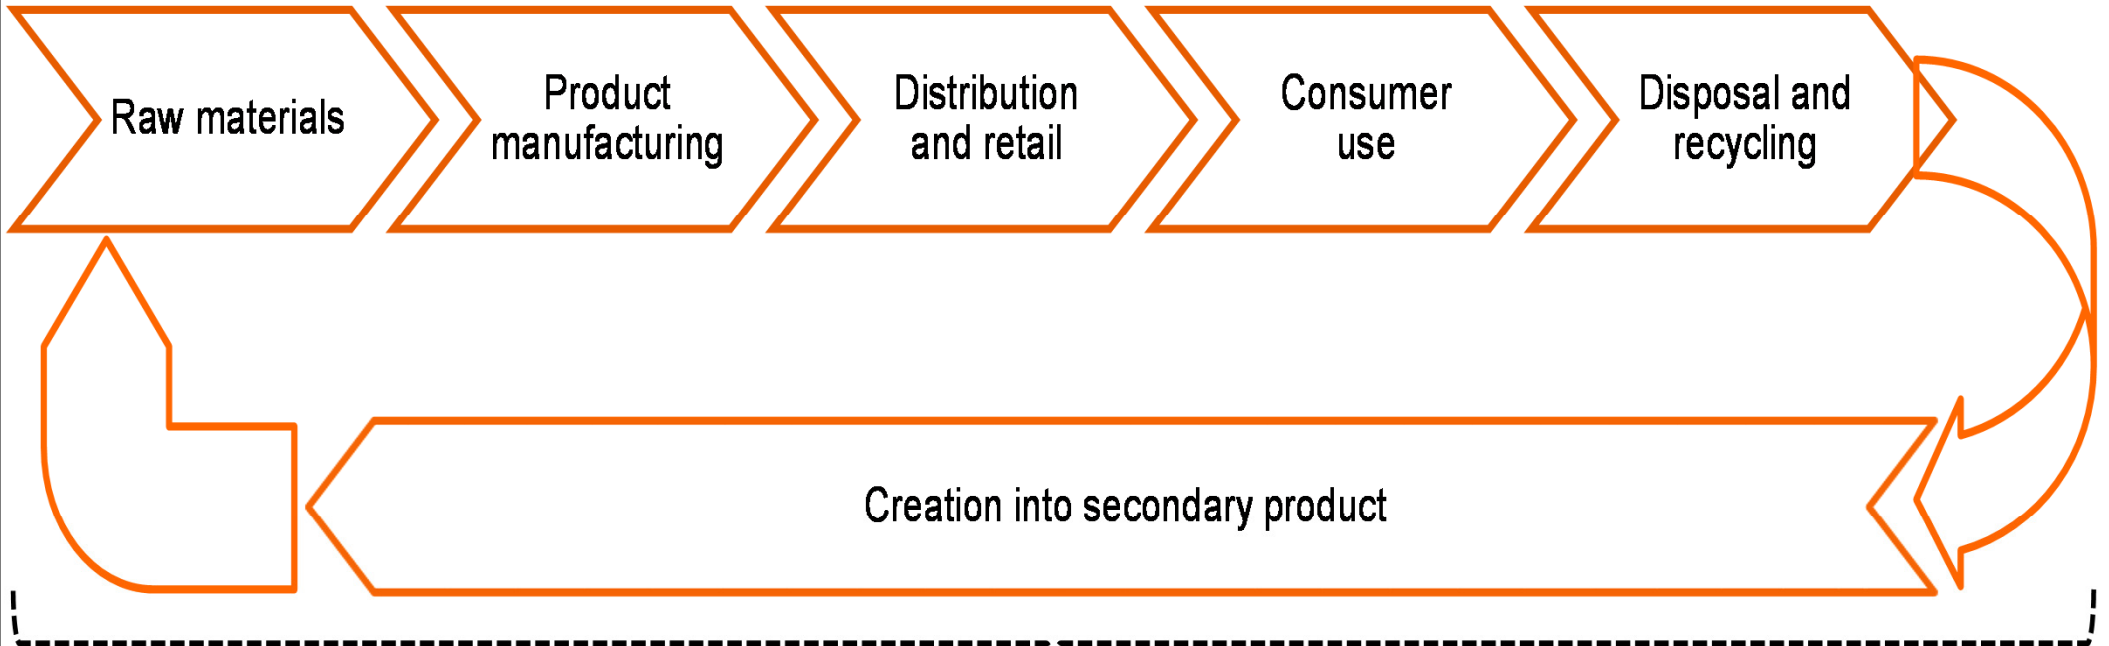 Raw materials
Product
manufacturing
Distribution
and retail
Consumer
use
Disposal and
recycling
Creation into secondary product